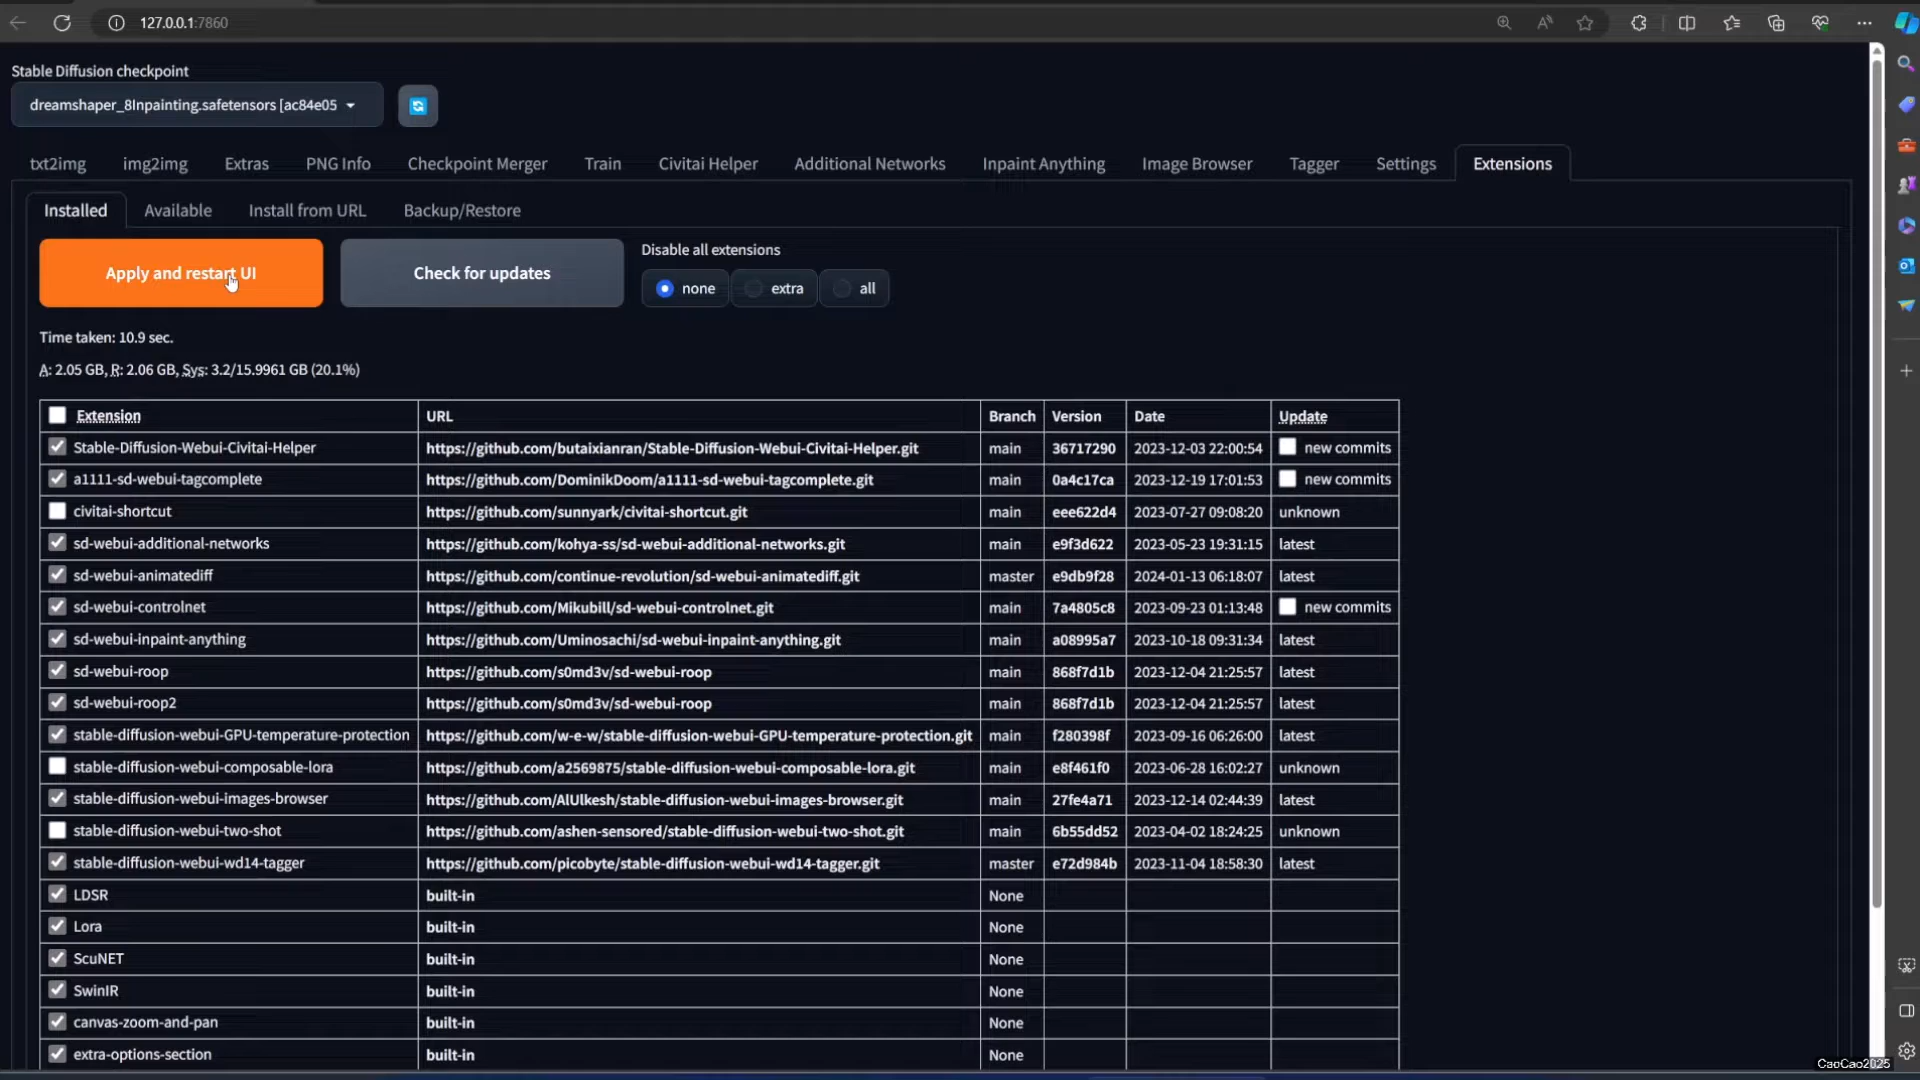 127.0.0.1:7860
Stable Diffusion checkpoint
dreamshaper_8Inpainting.safetensors [ac84e05
txt2img img2img Extras PNG Info Checkpoint Merger Train Civitai Helper Additional Networks Inpaint Anything Image Browser Tagger Settings Extensions
Installed Available Install from URL Backup/Restore
Disable all extensions
Apply and restart UI Check for updates none extra all
Time taken: 10.9 sec.
A: 2.05 GB, R: 2.06 GB, Sys: 3.2/15.9961 GB (20.1%)
Extension URL Branch Version Date Update
Stable-Diffusion-Webui-Civitai-Helper https://github.com/butaixianran/Stable-Diffusion-Webui-Civitai-Helper.git main 36717290 2023-12-03 22:00:54 new commits
a1111-sd-webui-tagcomplete https://github.com/DominikDoom/a1111-sd-webui-tagcomplete.git main 0a4c17ca 2023-12-19 17:01:53 new commits
civitai-shortcut https://github.com/sunnyark/civitai-shortcut.git main eee622d4 2023-07-27 09:08:20 unknown
sd-webui-additional-networks https://github.com/kohya-ss/sd-webui-additional-networks.git main e9f3d622 2023-05-23 19:31:15 latest
sd-webui-animatediff https://github.com/continue-revolution/sd-webui-animatediff.git master e9db9f28 2024-01-13 06:18:07 latest
sd-webui-controlnet https://github.com/Mikubill/sd-webui-controlnet.git main 7a4805c8 2023-09-23 01:13:48 new commits
sd-webui-inpaint-anything https://github.com/Uminosachi/sd-webui-inpaint-anything.git main a08995a7 2023-10-18 09:31:34 latest
sd-webui-roop https://github.com/s0md3v/sd-webui-roop main 868f7d1b 2023-12-04 21:25:57 latest
sd-webui-roop2 https://github.com/s0md3v/sd-webui-roop main 868f7d1b 2023-12-04 21:25:57 latest
stable-diffusion-webui-GPU-temperature-protection https://github.com/w-e-w/stable-diffusion-webui-GPU-temperature-protection.git main f280398f 2023-09-16 06:26:00 latest
stable-diffusion-webui-composable-lora https://github.com/a2569875/stable-diffusion-webui-composable-lora.git main e8f461f0 2023-06-28 16:02:27 unknown
stable-diffusion-webui-images-browser https://github.com/AlUlkesh/stable-diffusion-webui-images-browser.git main 27fe4a71 2023-12-14 02:44:39 latest
stable-diffusion-webui-two-shot https://github.com/ashen-sensored/stable-diffusion-webui-two-shot.git main 6b55dd52 2023-04-02 18:24:25 unknown
stable-diffusion-webui-wd14-tagger https://github.com/picobyte/stable-diffusion-webui-wd14-tagger.git master e72d984b 2023-11-04 18:58:30 latest
LDSR built-in None
Lora built-in None
ScuNET built-in None
SwinIR built-in None
canvas-zoom-and-pan built-in None
extra-options-section built-in None
CaoCao2025